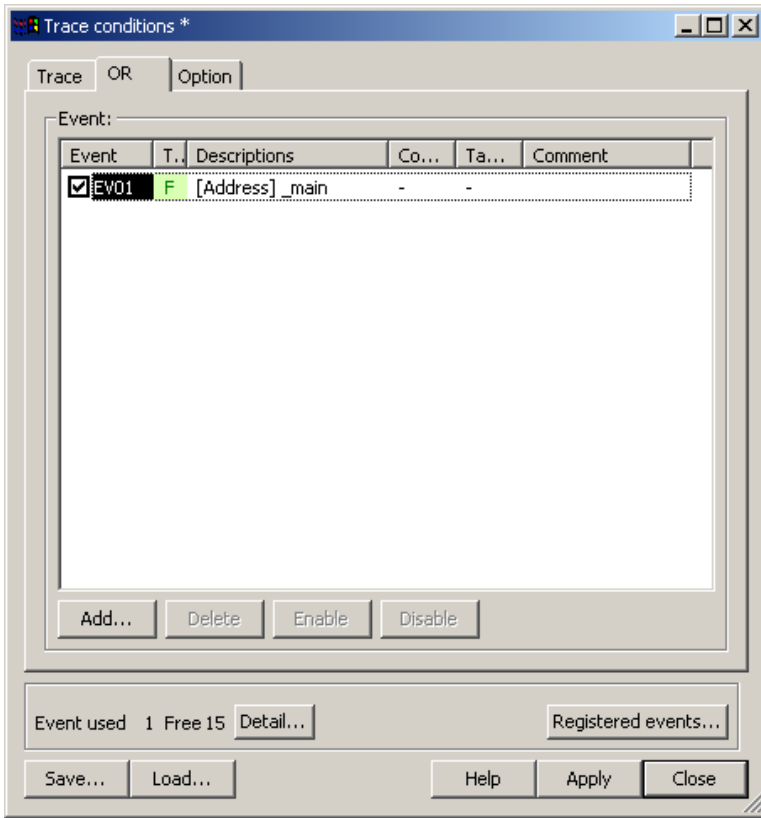 Trace conditions *
Trace OR Option
Event:
Event T.. Descriptions Co... Ta... Comment
EV01 F [Address] _main - -
Add... Delete Enable Disable
Event used 1 Free 15 Detail... Registered events...
Save... Load... Help Apply Close